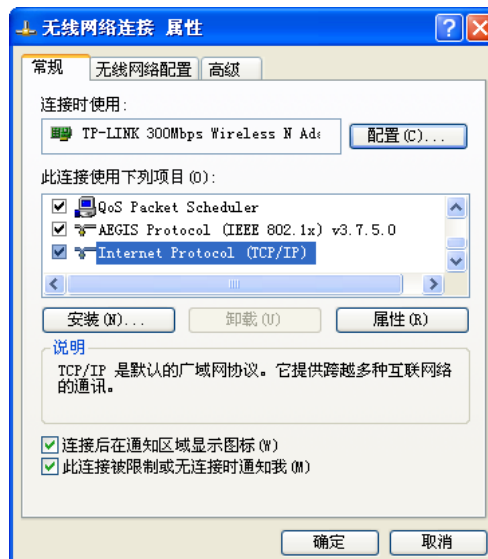 无线网络连接 属性
常规 无线网络配置 高级
连接时使用:
TP-LINK 300Mbps Wireless N Ada 配置(C)...
此连接使用下列项目(O):
QoS Packet Scheduler
AEGIS Protocol (IEEE 802.1x) v3.7.5.0
Internet Protocol (TCP/IP)
安装(N)... 卸载(U) 属性(R)
说明
TCP/IP 是默认的广域网协议。它提供跨越多种互联网络
的通讯。
连接后在通知区域显示图标(W)
此连接被限制或无连接时通知我(M)
确定 取消